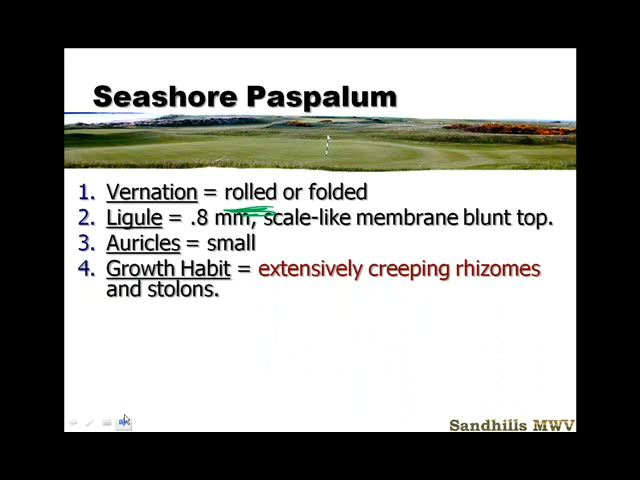 Seashore Paspalum
1. Vernation = rolled or folded
2. Ligule = .8 mm, scale-like membrane blunt top.
3. Auricles = small
4. Growth Habit = extensively creeping rhizomes
and stolons.
Sandhills MWV